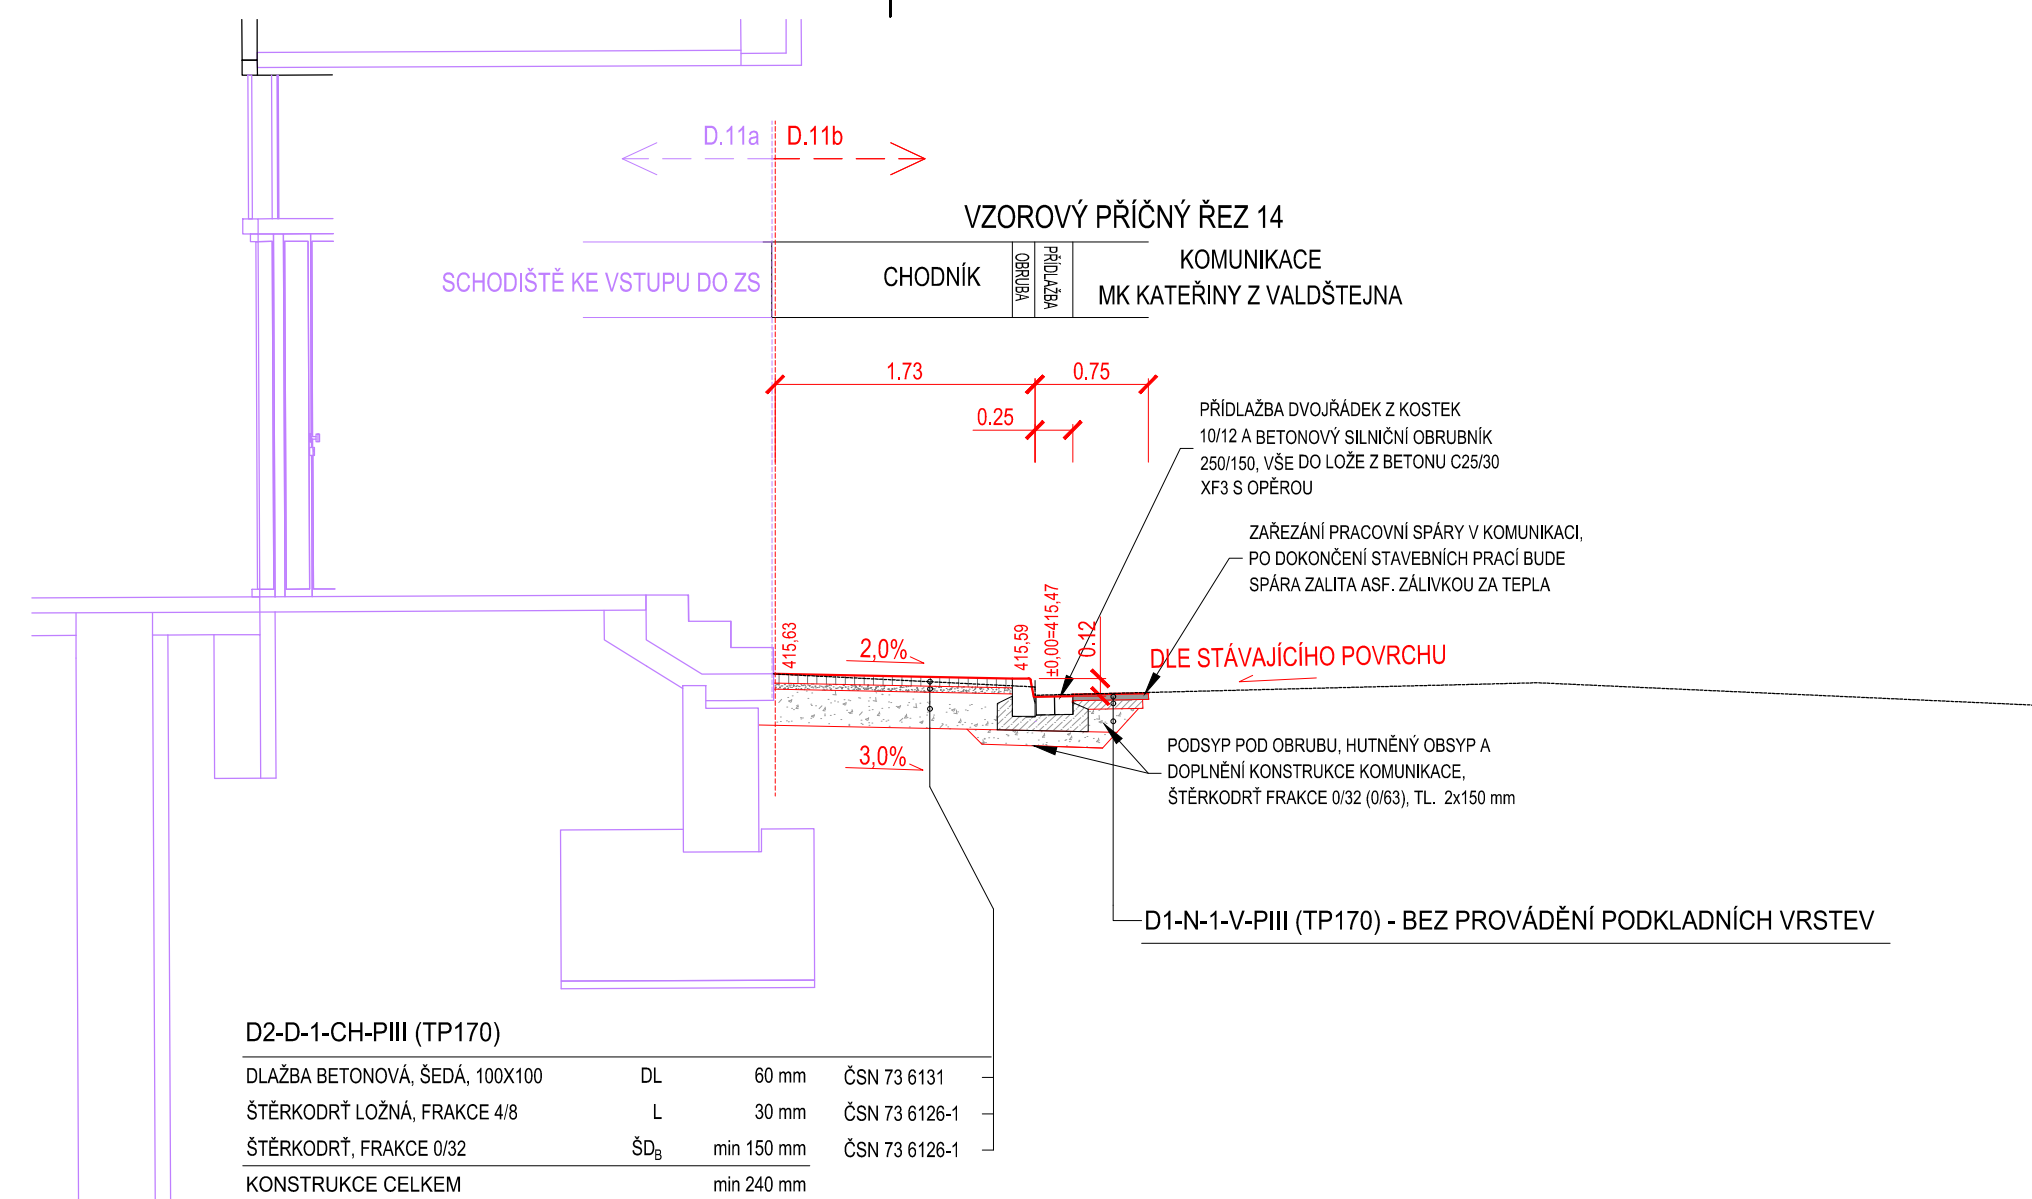 D.11a D.11b
VZOROVÝ PŘÍČNÝ ŘEZ 14
SCHODIŠTĚ KE VSTUPU DO ZS
CHODNÍK
OBRUBA
PŘÍDLAŽBA
KOMUNIKACE
MK KATEŘINY Z VALDŠTEJNA
1.73
0.75
0.25
PŘÍDLAŽBA DVOJŘÁDEK Z KOSTEK
10/12 A BETONOVÝ SILNIČNÍ OBRUBNÍK
250/150, VŠE DO LOŽE Z BETONU C25/30
XF3 S OPĚROU
ZAŘEZÁNÍ PRACOVNÍ SPÁRY V KOMUNIKACI,
PO DOKONČENÍ STAVEBNÍCH PRACÍ BUDE
SPÁRA ZALITA ASF. ZÁLIVKOU ZA TEPLA
415,63
2,0%
415,59
±0,00=415,47
0.12
DLE STÁVAJÍCÍHO POVRCHU
3,0%
PODSYP POD OBRUBU, HUTNĚNÝ OBSYP A
DOPLNĚNÍ KONSTRUKCE KOMUNIKACE,
ŠTĚRKODRŤ FRAKCE 0/32 (0/63), TL. 2x150 mm
D1-N-1-V-PIII (TP170) - BEZ PROVÁDĚNÍ PODKLADNÍCH VRSTEV
D2-D-1-CH-PIII (TP170)
DLAŽBA BETONOVÁ, ŠEDÁ, 100X100 DL 60 mm ČSN 73 6131
ŠTĚRKODRŤ LOŽNÁ, FRAKCE 4/8 L 30 mm ČSN 73 6126-1
ŠTĚRKODRŤ, FRAKCE 0/32 ŠDB min 150 mm ČSN 73 6126-1
KONSTRUKCE CELKEM min 240 mm